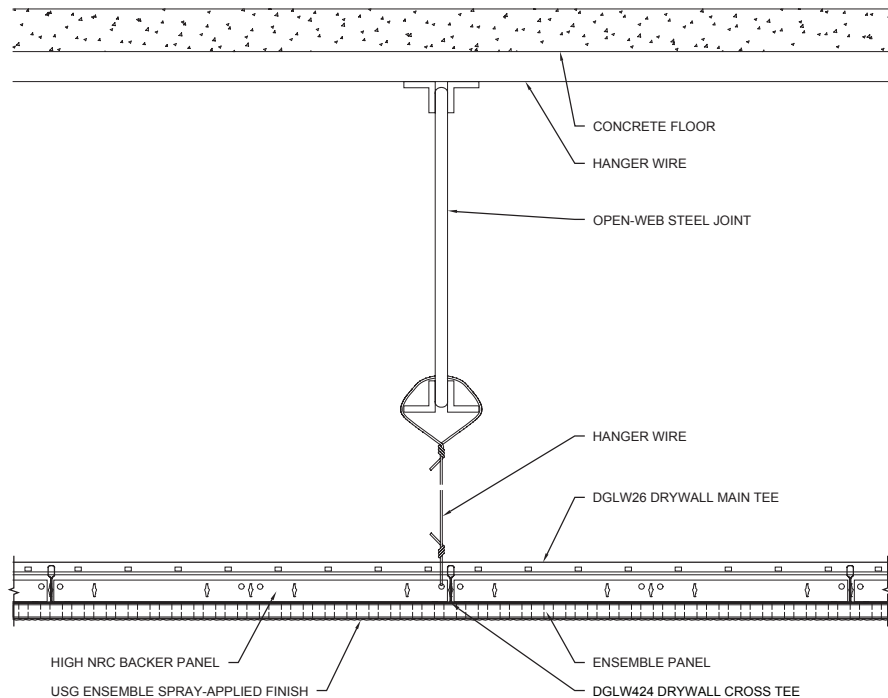 CONCRETE FLOOR
HANGER WIRE
OPEN-WEB STEEL JOINT
HANGER WIRE
DGLW26 DRYWALL MAIN TEE
HIGH NRC BACKER PANEL
ENSEMBLE PANEL
USG ENSEMBLE SPRAY-APPLIED FINISH
DGLW424 DRYWALL CROSS TEE